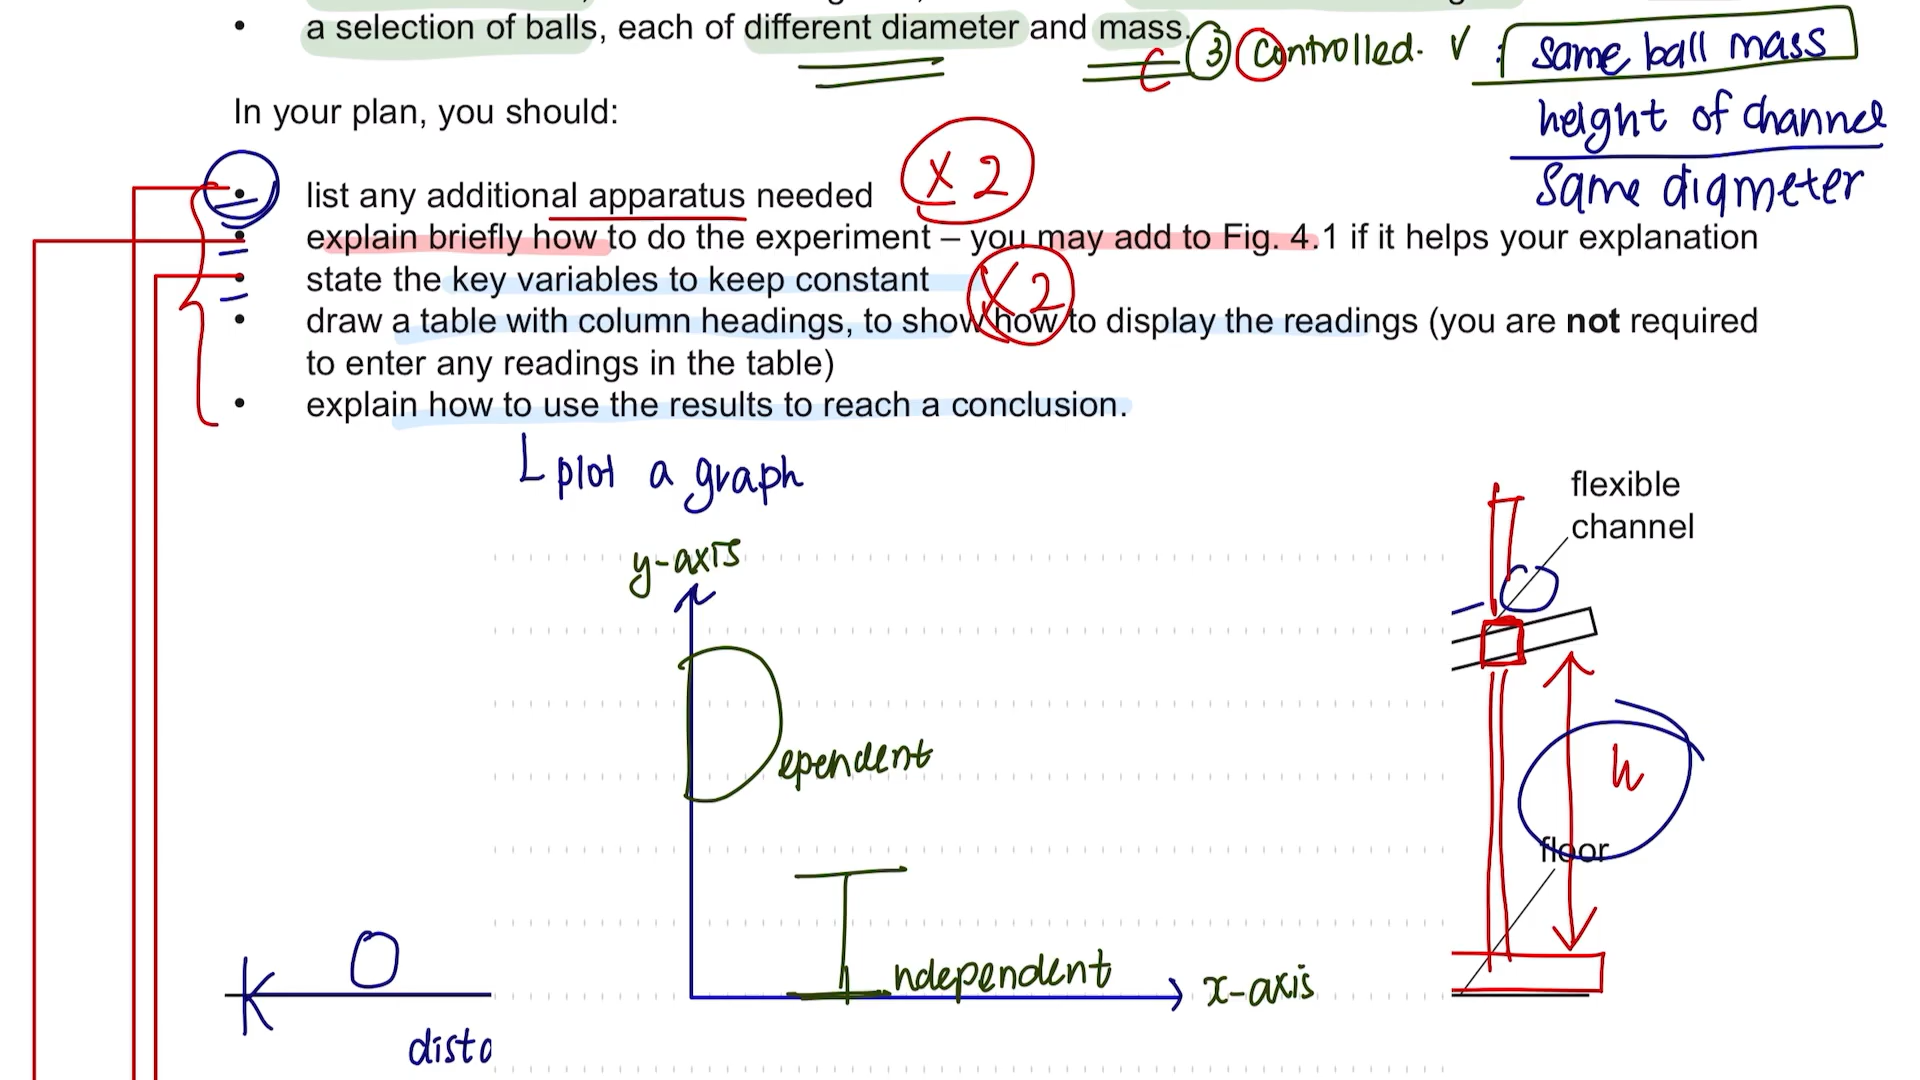 a selection of balls, each of different diameter and mass.
③ Controlled. V : same ball mass
C
height of channel
same diameter
In your plan, you should:
list any additional apparatus needed
X 2
explain briefly how to do the experiment – you may add to Fig. 4.1 if it helps your explanation
state the key variables to keep constant
X 2
draw a table with column headings, to show how to display the readings (you are not required
to enter any readings in the table)
explain how to use the results to reach a conclusion.
plot a graph
flexible
channel
y-axis
Dependent
h
floor
Independent
x-axis
dista